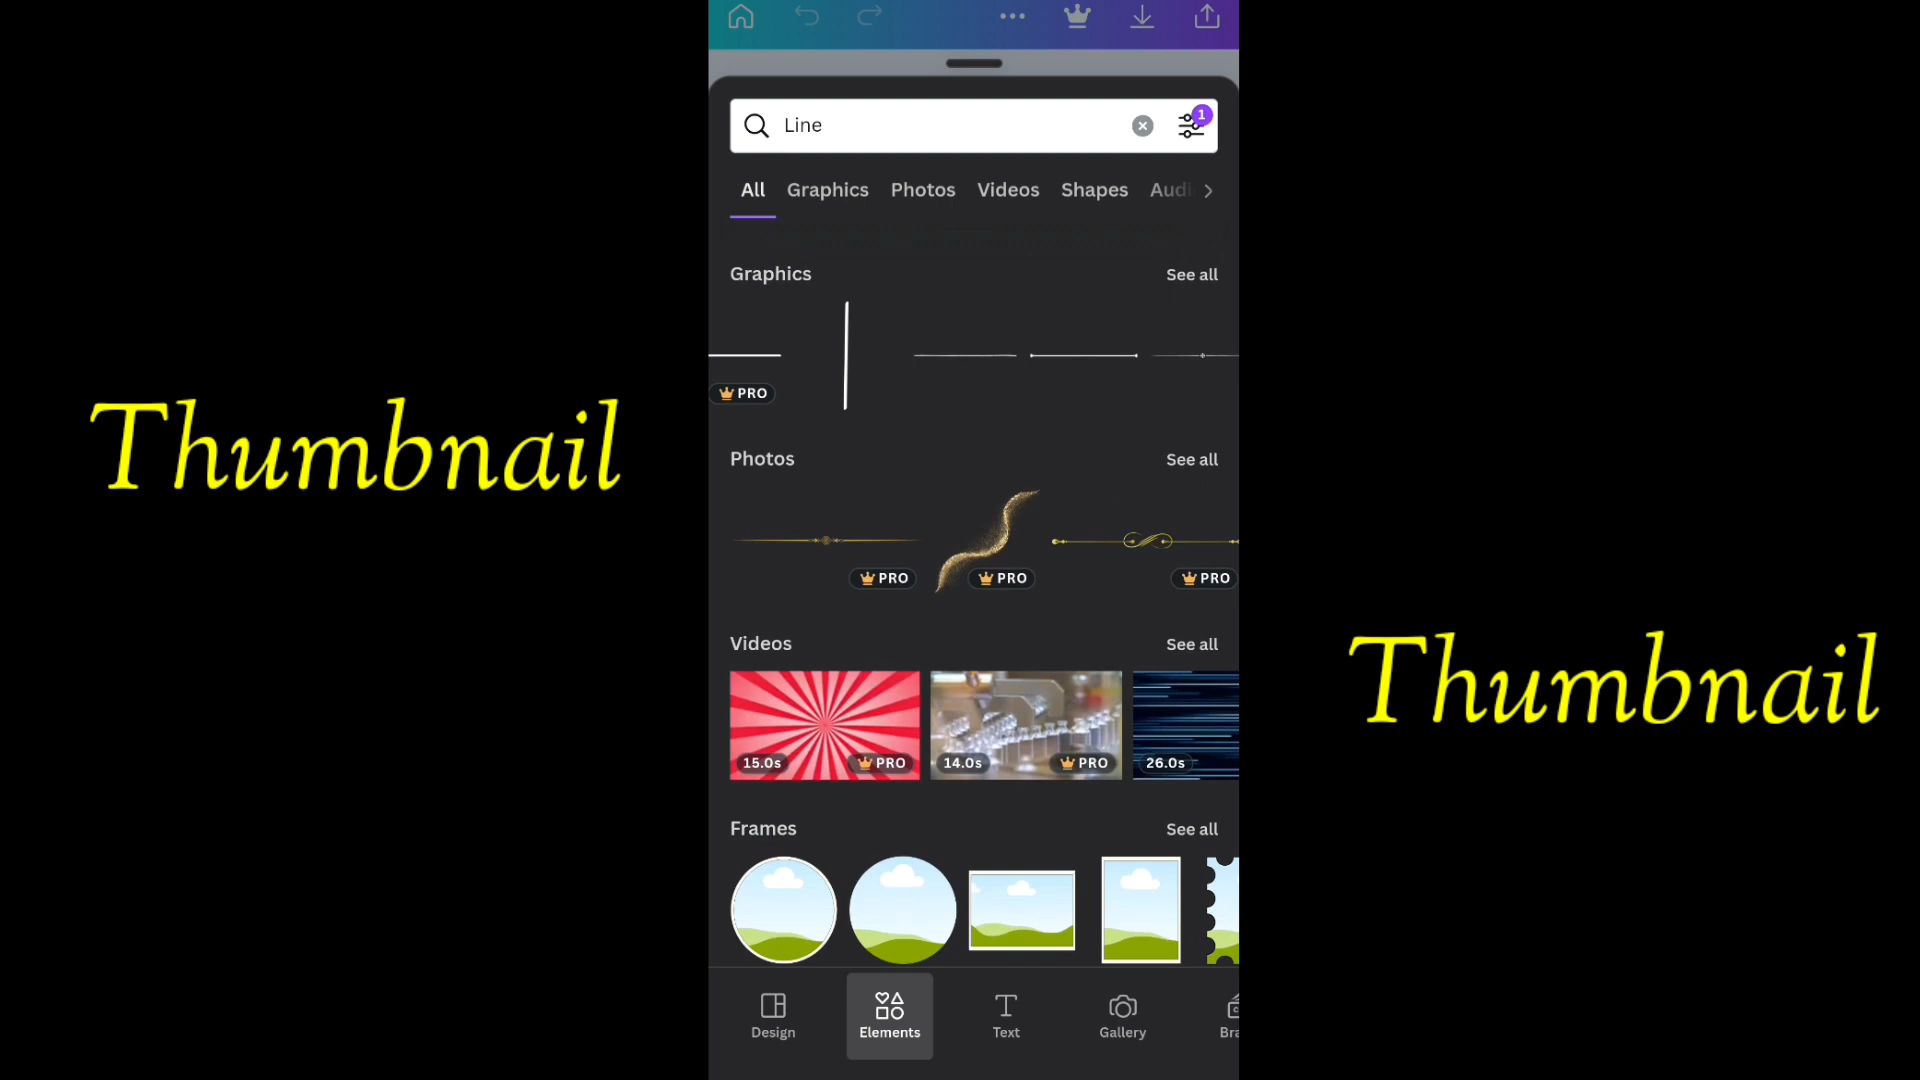 Line
1
All Graphics Photos Videos Shapes Audi
Graphics See all
PRO
Photos See all
PRO PRO PRO
Videos See all
15.0s PRO 14.0s PRO 26.0s
Frames See all
Design Elements Text Gallery Bra
Thumbnail
Thumbnail